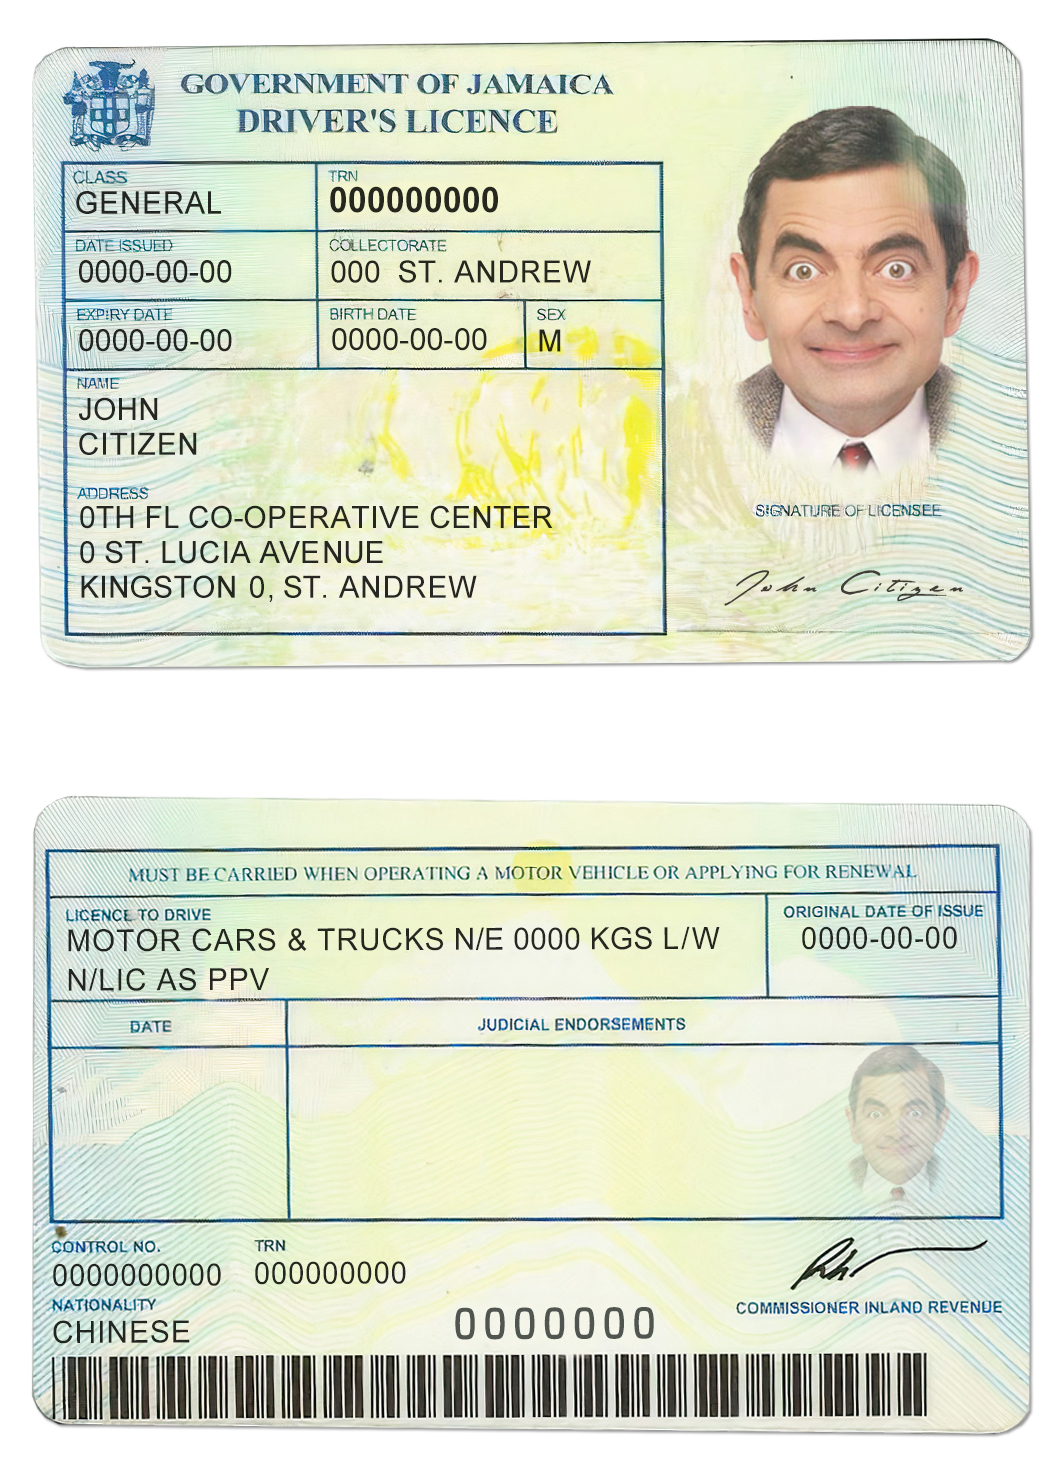 GOVERNMENT OF JAMAICA
DRIVER'S LICENCE
CLASS
GENERAL
TRN
000000000
DATE ISSUED
0000-00-00
COLLECTORATE
000 ST. ANDREW
EXPIRY DATE
0000-00-00
BIRTH DATE
0000-00-00
SEX
M
NAME
JOHN
CITIZEN
ADDRESS
0TH FL CO-OPERATIVE CENTER
0 ST. LUCIA AVENUE
KINGSTON 0, ST. ANDREW
SIGNATURE OF LICENSEE
John Citizen
MUST BE CARRIED WHEN OPERATING A MOTOR VEHICLE OR APPLYING FOR RENEWAL
LICENCE TO DRIVE
MOTOR CARS & TRUCKS N/E 0000 KGS L/W
N/LIC AS PPV
ORIGINAL DATE OF ISSUE
0000-00-00
DATE
JUDICIAL ENDORSEMENTS
CONTROL NO.
0000000000
TRN
000000000
NATIONALITY
CHINESE
0000000
COMMISSIONER INLAND REVENUE